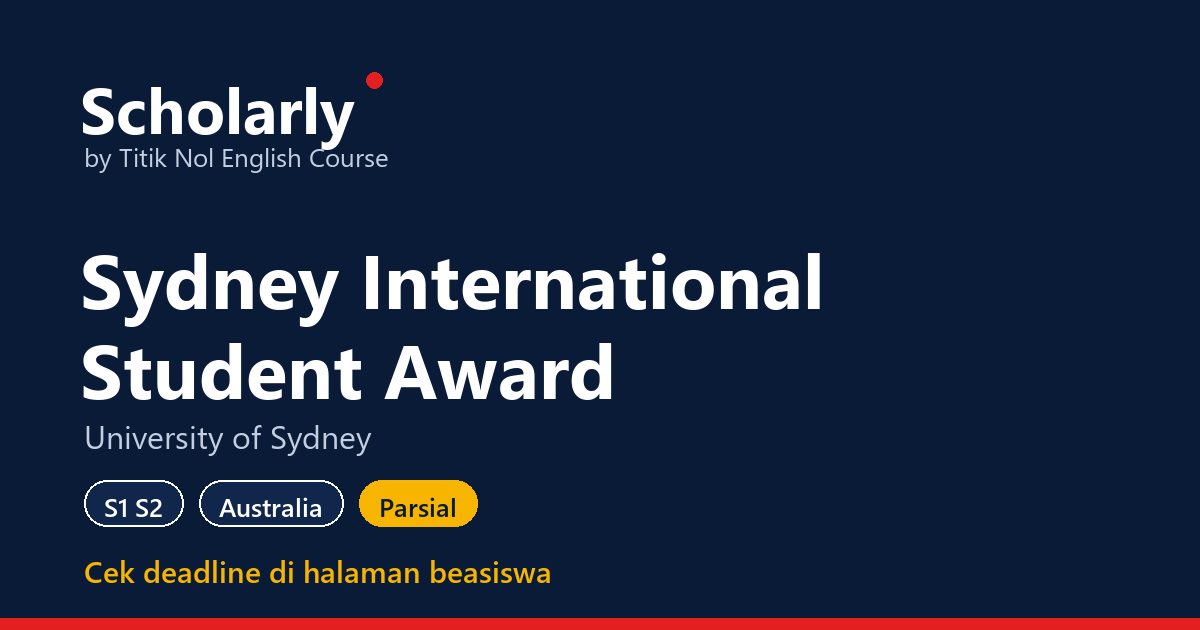 Scholarly
by Titik Nol English Course
Sydney International
Student Award
University of Sydney
S1 S2
Australia
Parsial
Cek deadline di halaman beasiswa